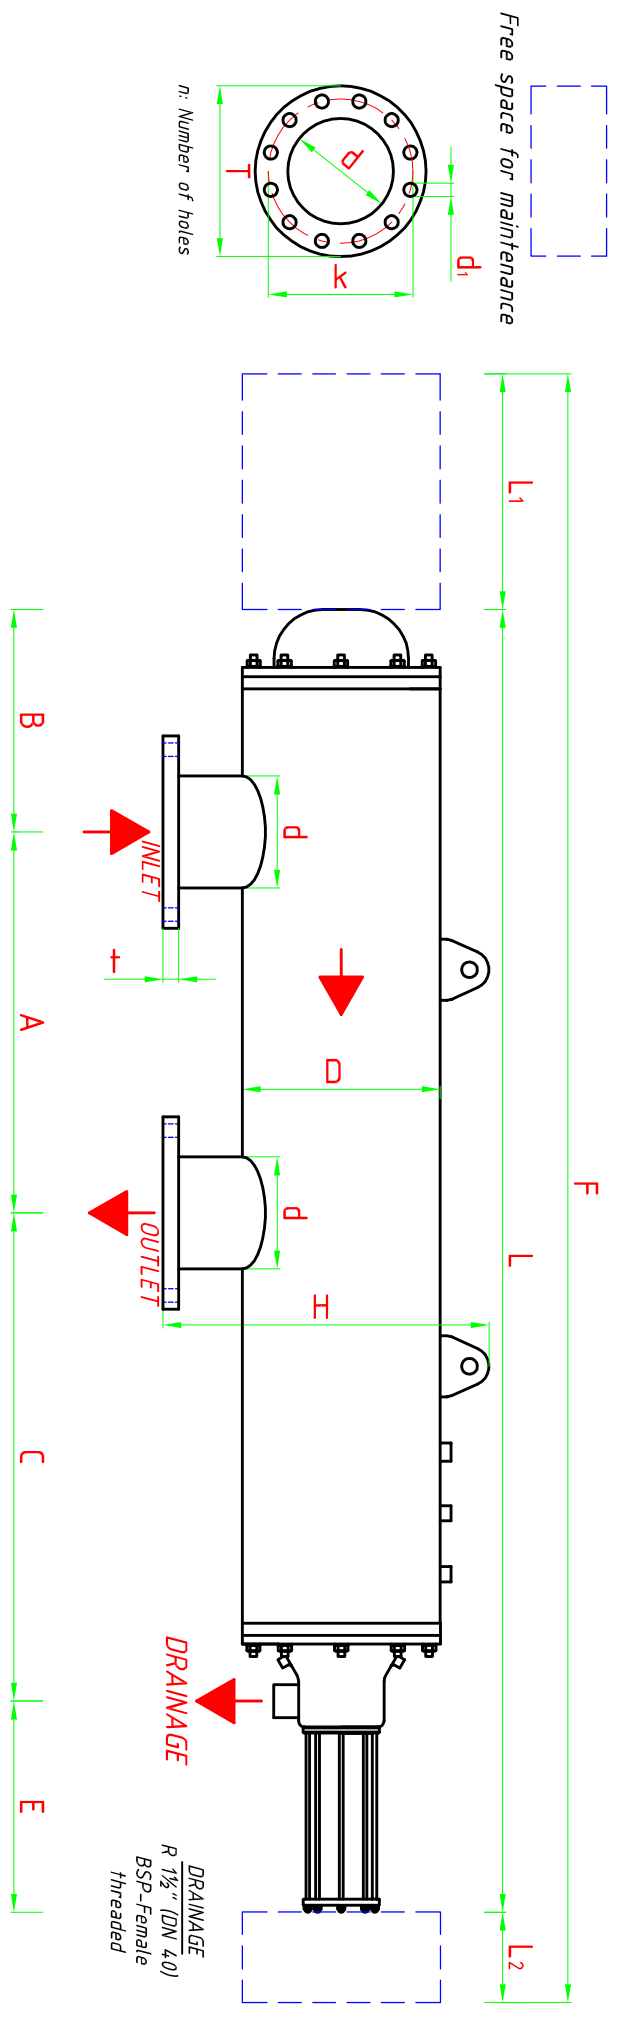 F
Free space for maintenance
L₁
L
L₂
d₁
d
k
T
n: Number of holes
D
H
d
d
INLET
OUTLET
t
DRAINAGE
DRAINAGE
R 1½" (DN 40)
BSP-Female
threaded
B
A
C
E